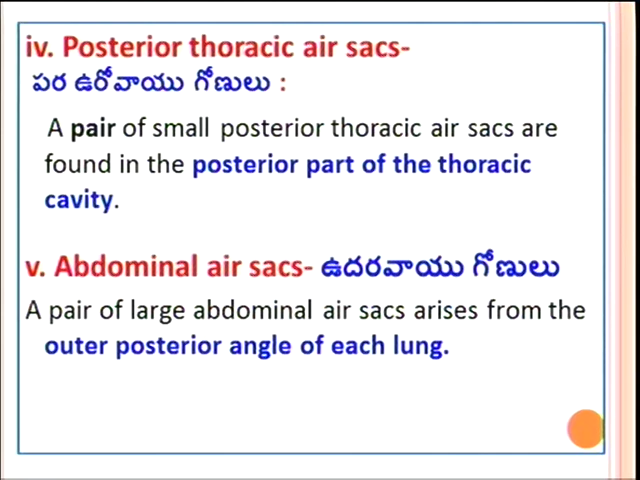 iv. Posterior thoracic air sacs-
పర ఉరోవాయు గోణులు :
A pair of small posterior thoracic air sacs are
found in the posterior part of the thoracic
cavity.
v. Abdominal air sacs- ఉదరవాయు గోణులు
A pair of large abdominal air sacs arises from the
outer posterior angle of each lung.